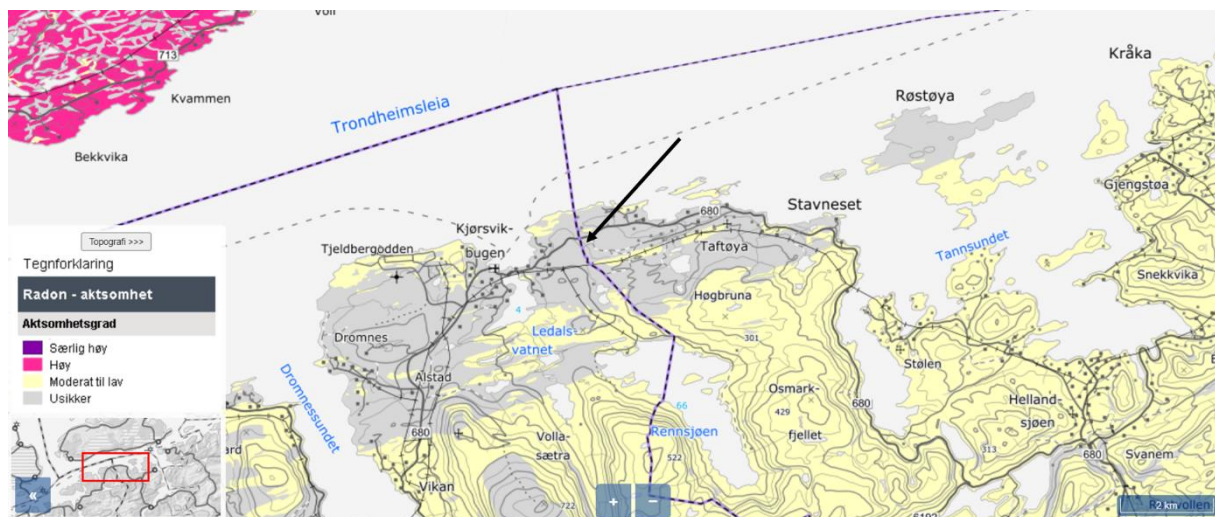 Voll
713
Kvammen
Bekkvika
Trondheimsleia
Kråka
Røstøya
Gjengstøa
Stavneset
680
Taftøya
Kjørsvik-
bugen
Tjeldbergodden
Tannsundet
Snekkvika
4
Høgbruna
Ledals-
vatnet
301
Dromnes
Alstad
Dromnessundet
Stølen
Osmark-
429
fjellet
66
Rennsjøen
680
Helland-
sjøen
313
680
Svanem
680
Volla-
sætra
522
Vikan
722
Topografi >>>
Tegnforklaring
Radon - aktsomhet
Aktsomhetsgrad
Særlig høy
Høy
Moderat til lav
Usikker
«
+
−
2 km